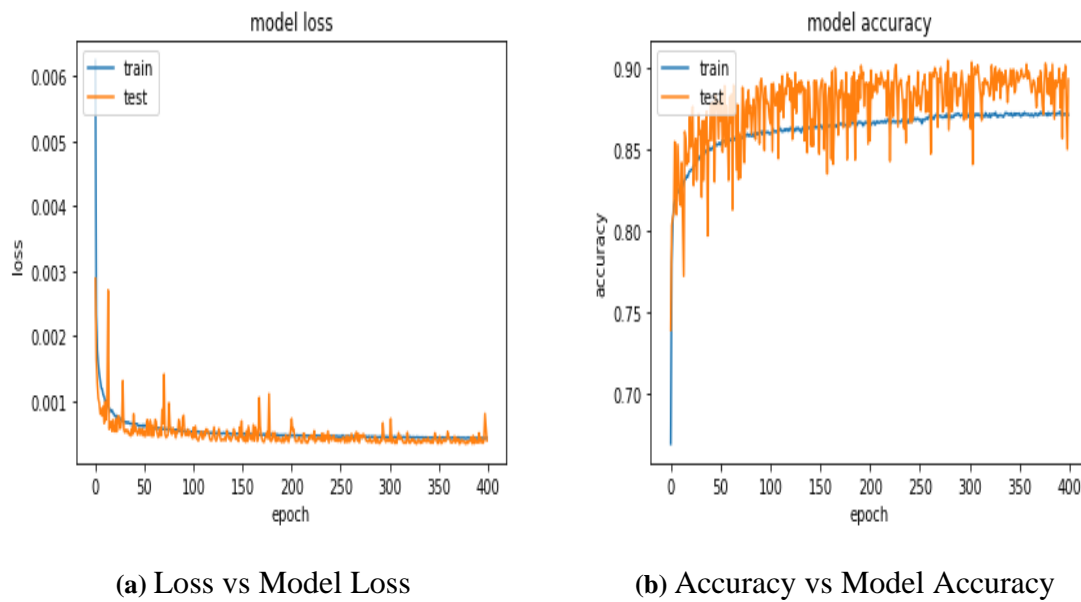 model loss
train
test
0.006
0.005
0.004
0.003
0.002
0.001
loss
0 50 100 150 200 250 300 350 400
epoch
(a) Loss vs Model Loss
model accuracy
train
test
0.90
0.85
0.80
0.75
0.70
accuracy
0 50 100 150 200 250 300 350 400
epoch
(b) Accuracy vs Model Accuracy